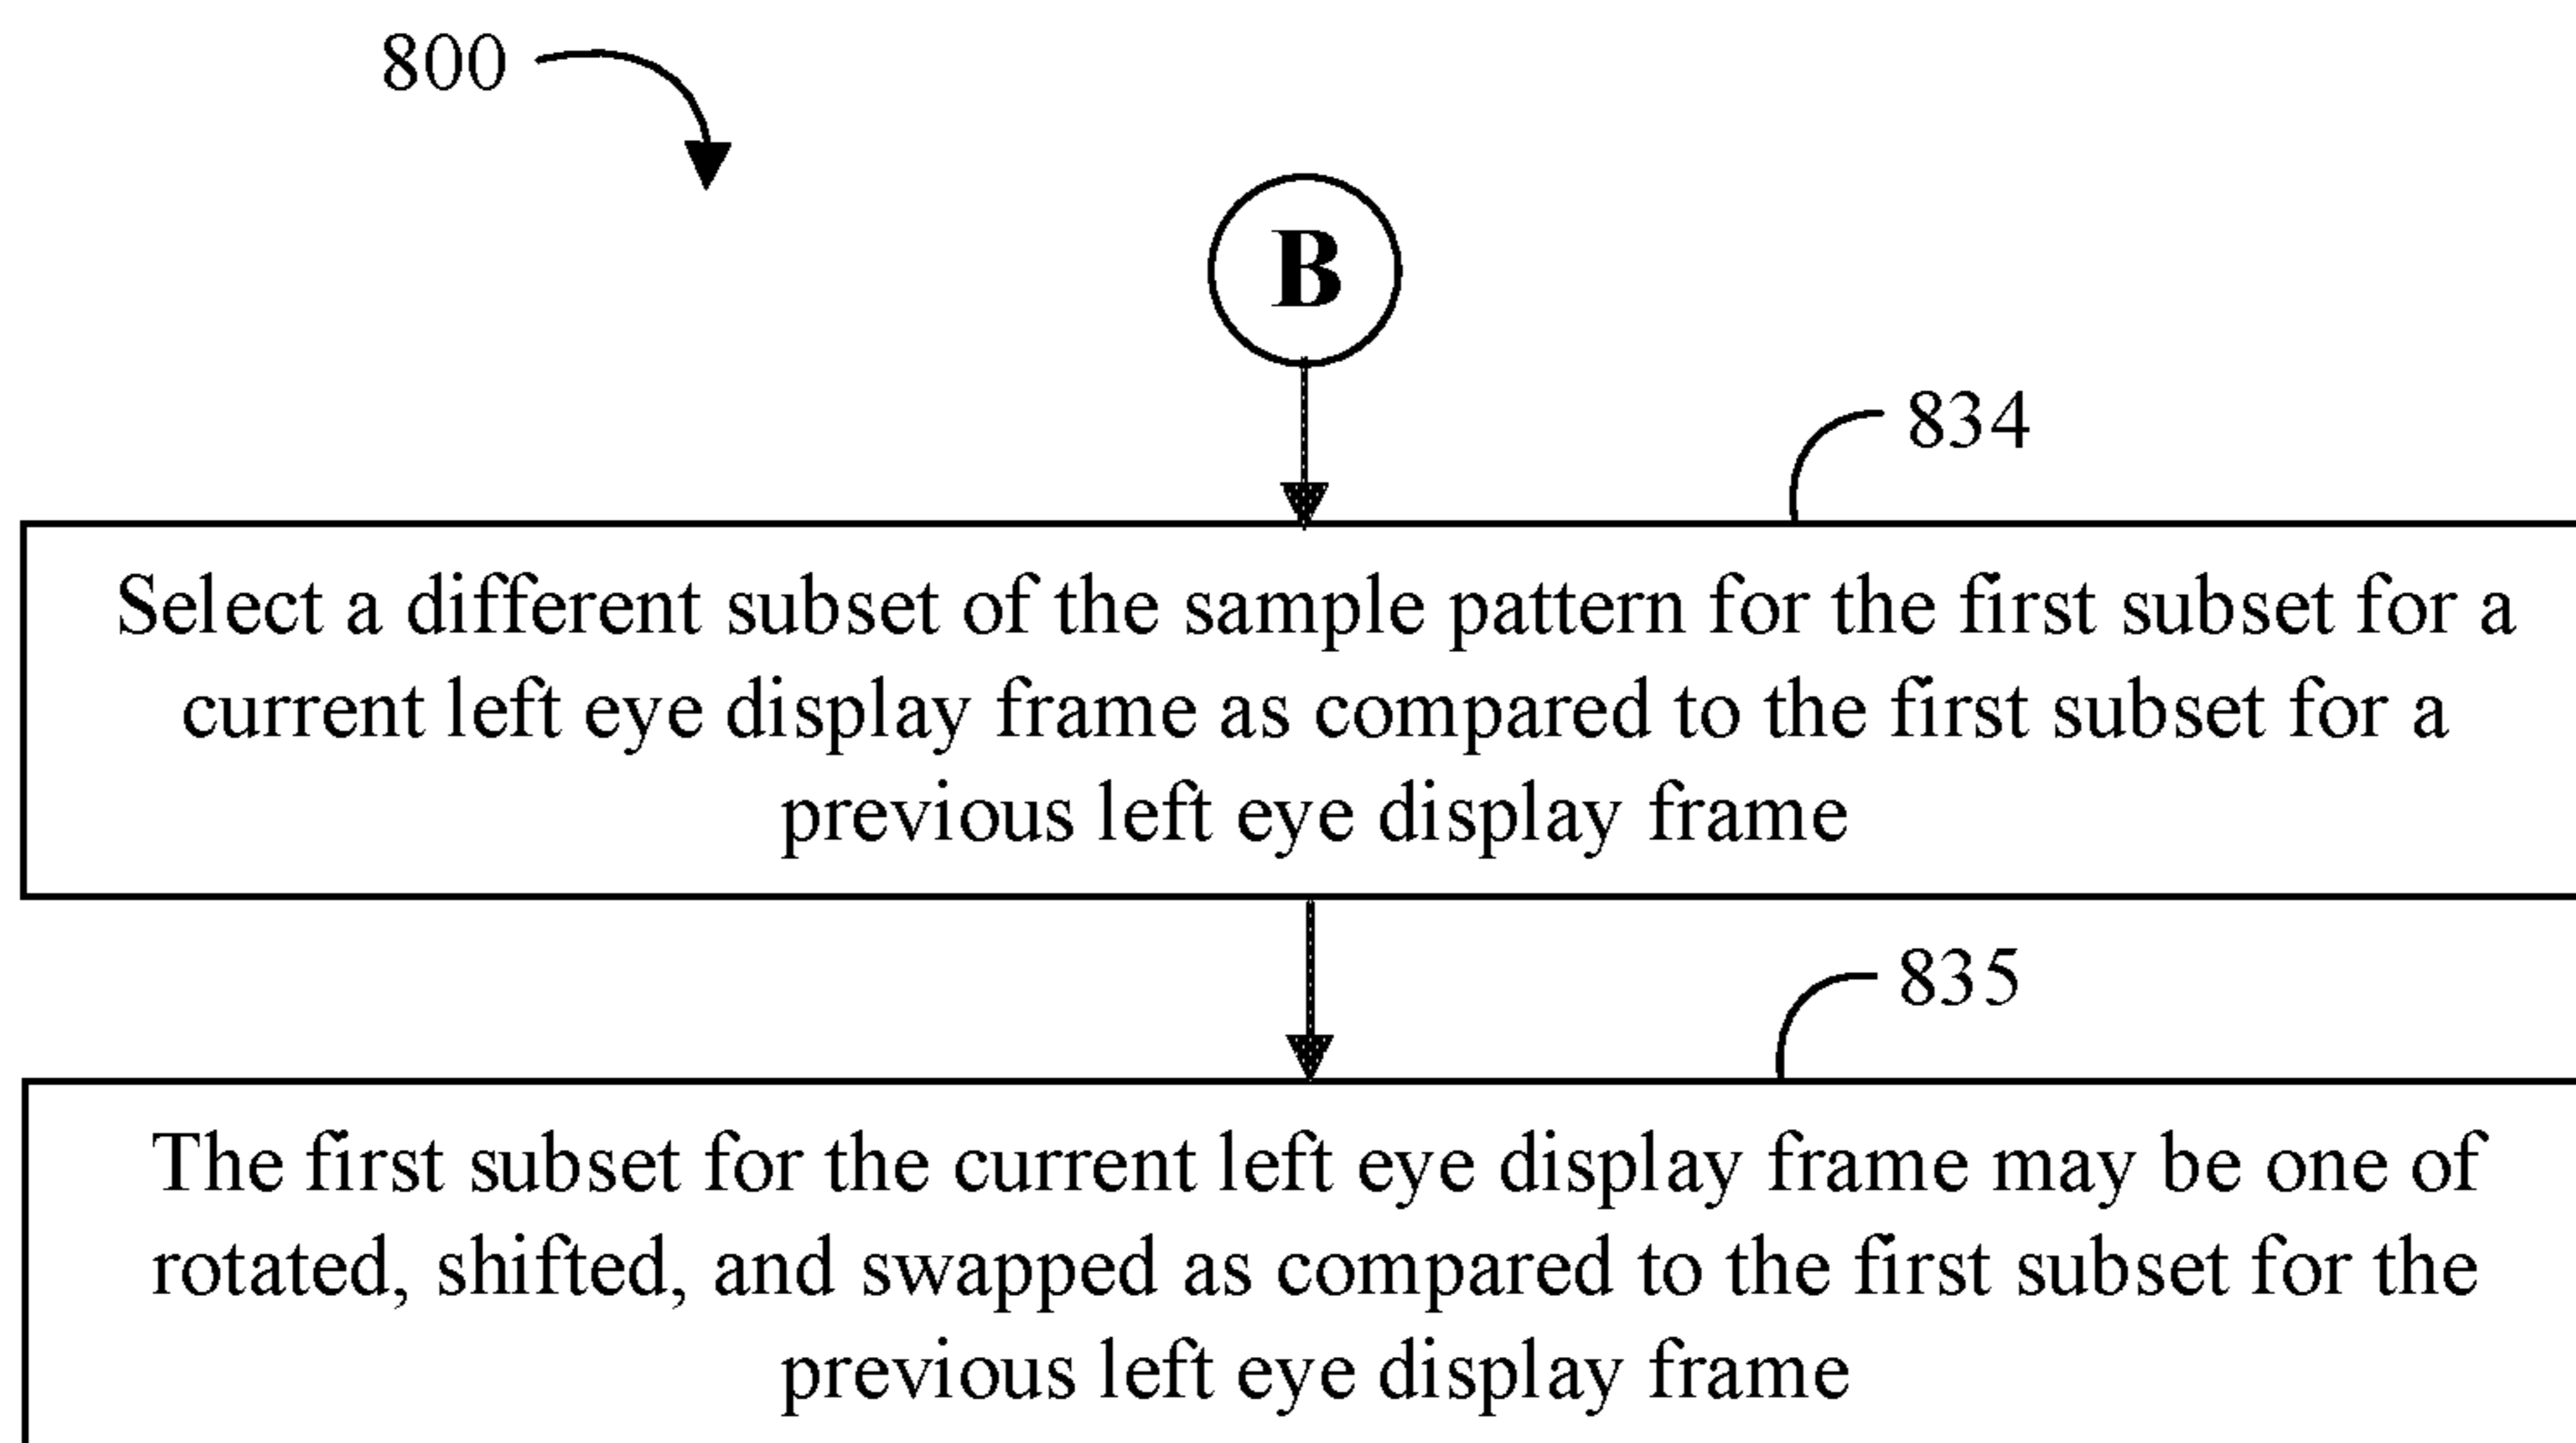 800
B
834
Select a different subset of the sample pattern for the first subset for a
current left eye display frame as compared to the first subset for a
previous left eye display frame
835
The first subset for the current left eye display frame may be one of
rotated, shifted, and swapped as compared to the first subset for the
previous left eye display frame